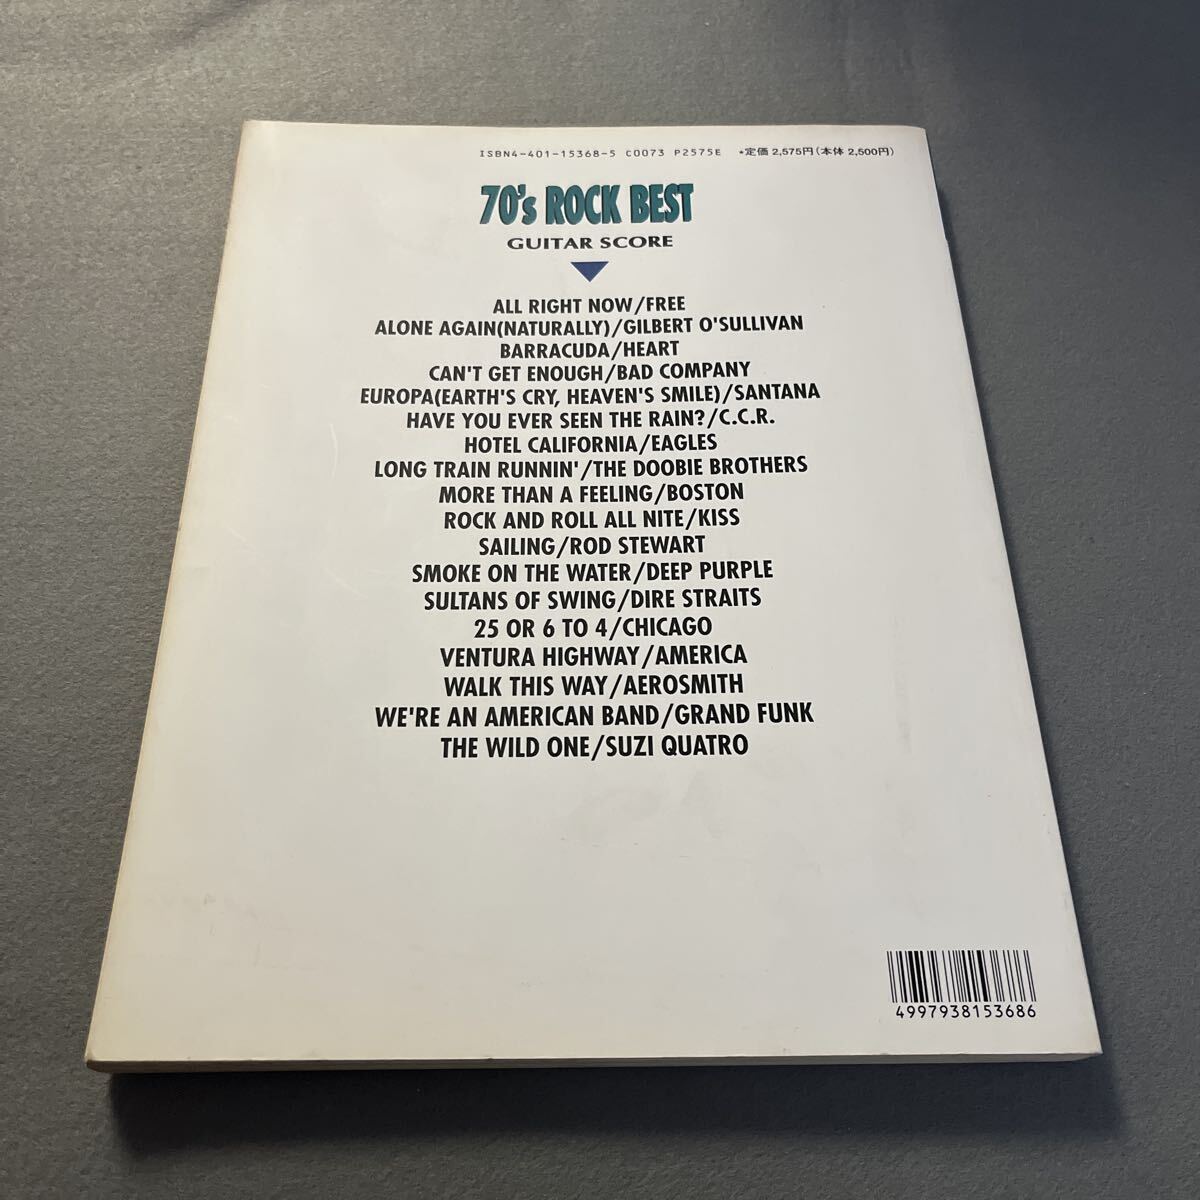 ISBN4-401-15368-5 C0073 P2575E *定価2,575円(本体2,500円)
70's ROCK BEST
GUITAR SCORE
ALL RIGHT NOW/FREE
ALONE AGAIN(NATURALLY)/GILBERT O'SULLIVAN
BARRACUDA/HEART
CAN'T GET ENOUGH/BAD COMPANY
EUROPA(EARTH'S CRY, HEAVEN'S SMILE)/SANTANA
HAVE YOU EVER SEEN THE RAIN?/C.C.R.
HOTEL CALIFORNIA/EAGLES
LONG TRAIN RUNNIN'/THE DOOBIE BROTHERS
MORE THAN A FEELING/BOSTON
ROCK AND ROLL ALL NITE/KISS
SAILING/ROD STEWART
SMOKE ON THE WATER/DEEP PURPLE
SULTANS OF SWING/DIRE STRAITS
25 OR 6 TO 4/CHICAGO
VENTURA HIGHWAY/AMERICA
WALK THIS WAY/AEROSMITH
WE'RE AN AMERICAN BAND/GRAND FUNK
THE WILD ONE/SUZI QUATRO
4997938153686